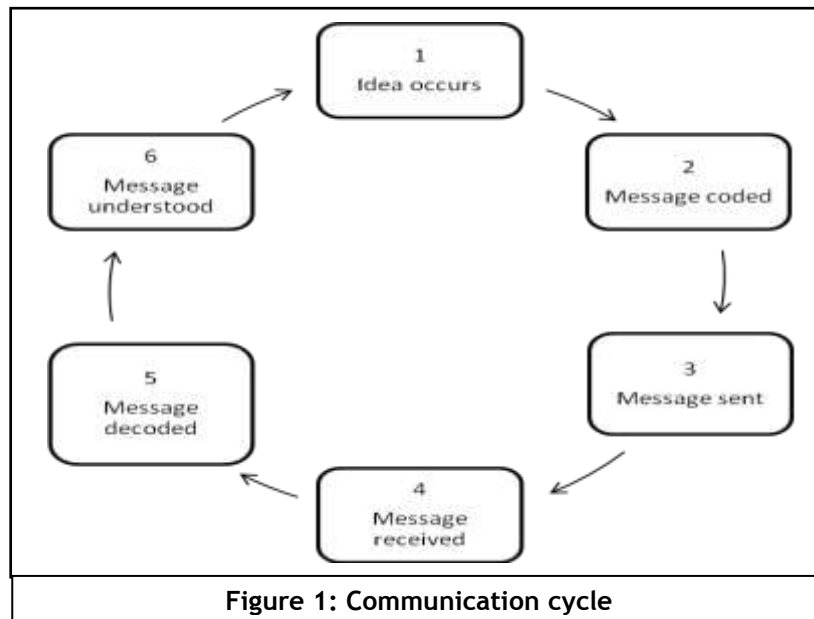 1
Idea occurs
2
Message coded
3
Message sent
4
Message
received
5
Message
decoded
6
Message
understood
Figure 1: Communication cycle